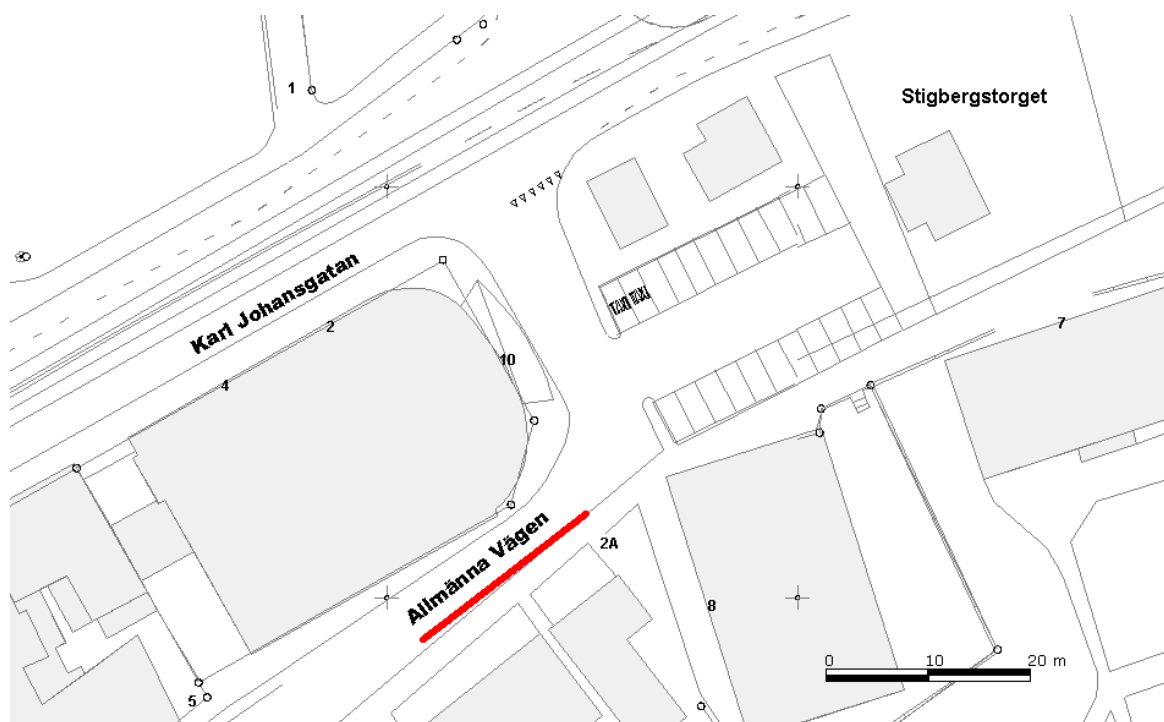 1
Stigbergstorget
Karl Johansgatan
2
4
10
TAXI TAXI
7
Allmänna Vägen
2A
8
5
0 10 20 m